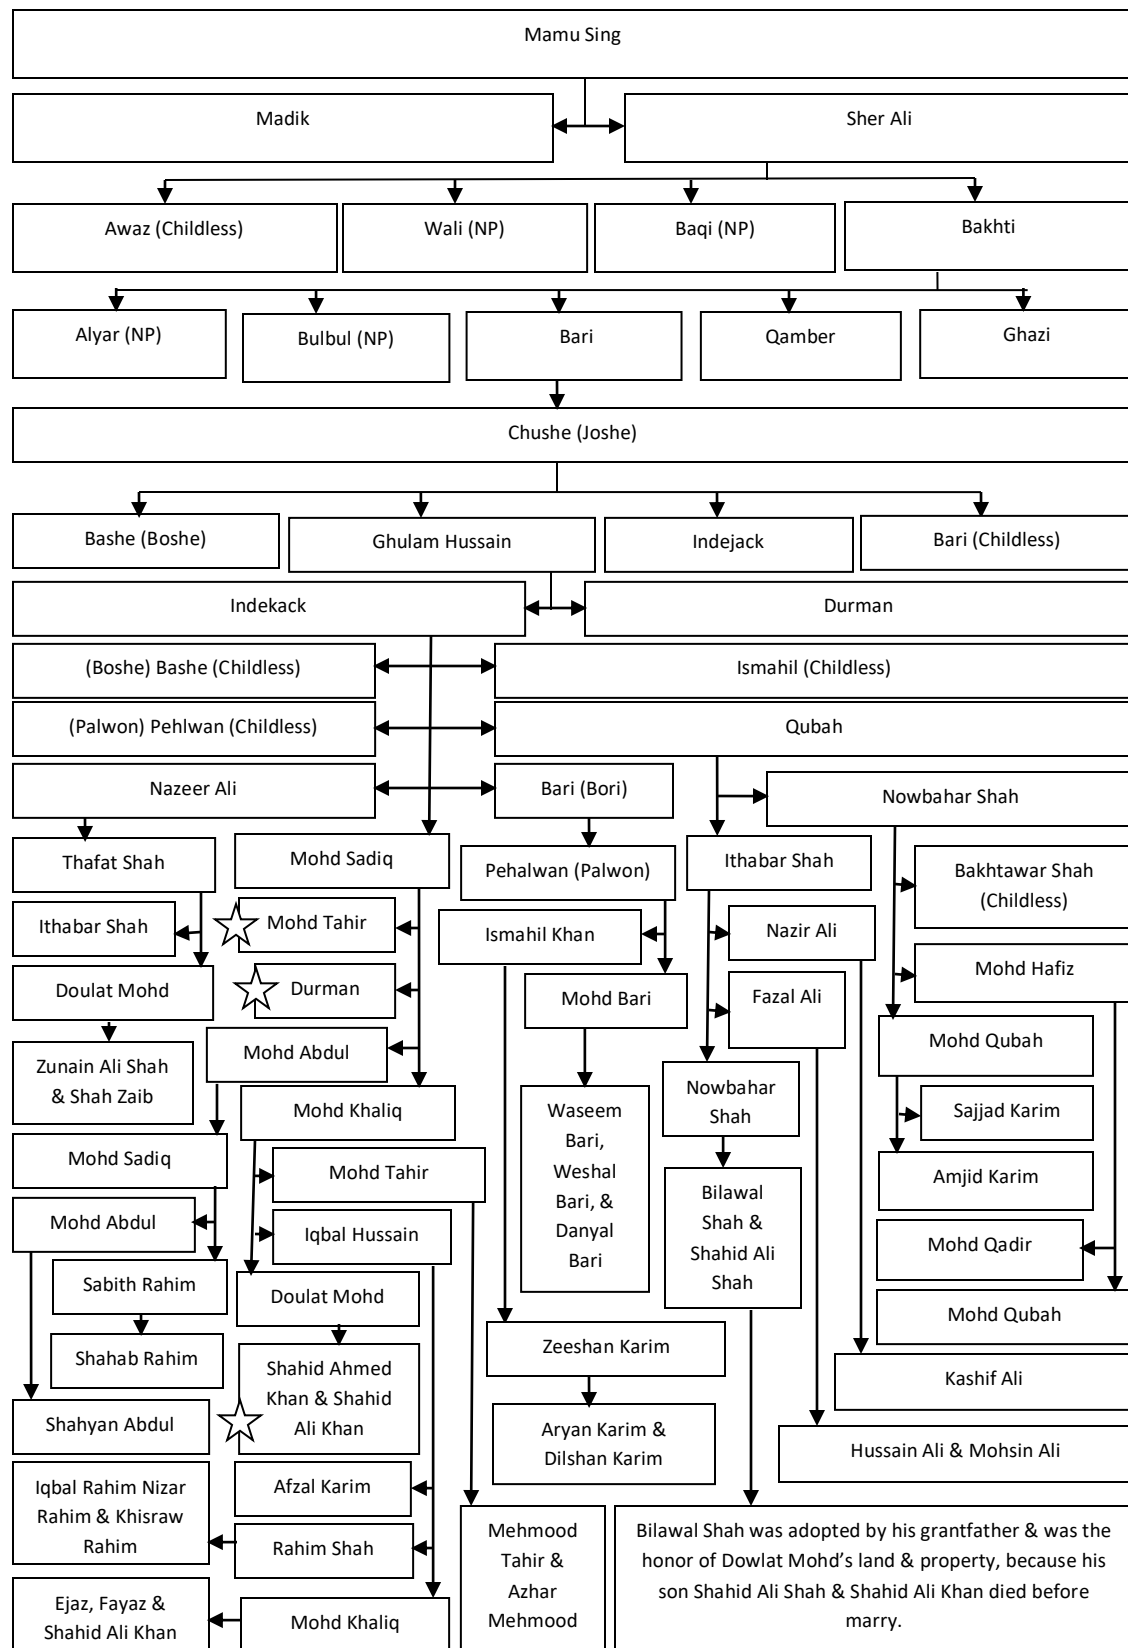 Mamu Sing
Madik
Sher Ali
Awaz (Childless)
Wali (NP)
Baqi (NP)
Bakhti
Alyar (NP)
Bulbul (NP)
Bari
Qamber
Ghazi
Chushe (Joshe)
Bashe (Boshe)
Ghulam Hussain
Indejack
Bari (Childless)
Indekack
Durman
(Boshe) Bashe (Childless)
Ismahil (Childless)
(Palwon) Pehlwan (Childless)
Qubah
Nazeer Ali
Bari (Bori)
Nowbahar Shah
Thafat Shah
Mohd Sadiq
Pehalwan (Palwon)
Ithabar Shah
Bakhtawar Shah
(Childless)
Ithabar Shah
Mohd Tahir
Ismahil Khan
Nazir Ali
Mohd Hafiz
Doulat Mohd
Durman
Mohd Bari
Fazal Ali
Mohd Qubah
Zunain Ali Shah
& Shah Zaib
Mohd Abdul
Mohd Khaliq
Waseem
Bari,
Weshal
Bari, &
Danyal
Bari
Nowbahar
Shah
Sajjad Karim
Mohd Sadiq
Mohd Tahir
Bilawal
Shah &
Shahid Ali
Shah
Amjid Karim
Mohd Abdul
Iqbal Hussain
Mohd Qadir
Sabith Rahim
Doulat Mohd
Mohd Qubah
Shahab Rahim
Shahid Ahmed
Khan & Shahid
Ali Khan
Zeeshan Karim
Kashif Ali
Shahyan Abdul
Aryan Karim &
Dilshan Karim
Hussain Ali & Mohsin Ali
Iqbal Rahim Nizar
Rahim & Khisraw
Rahim
Afzal Karim
Rahim Shah
Mehmood
Tahir &
Azhar
Mehmood
Bilawal Shah was adopted by his grantfather & was the
honor of Dowlat Mohd's land & property, because his
son Shahid Ali Shah & Shahid Ali Khan died before
marry.
Ejaz, Fayaz &
Shahid Ali Khan
Mohd Khaliq